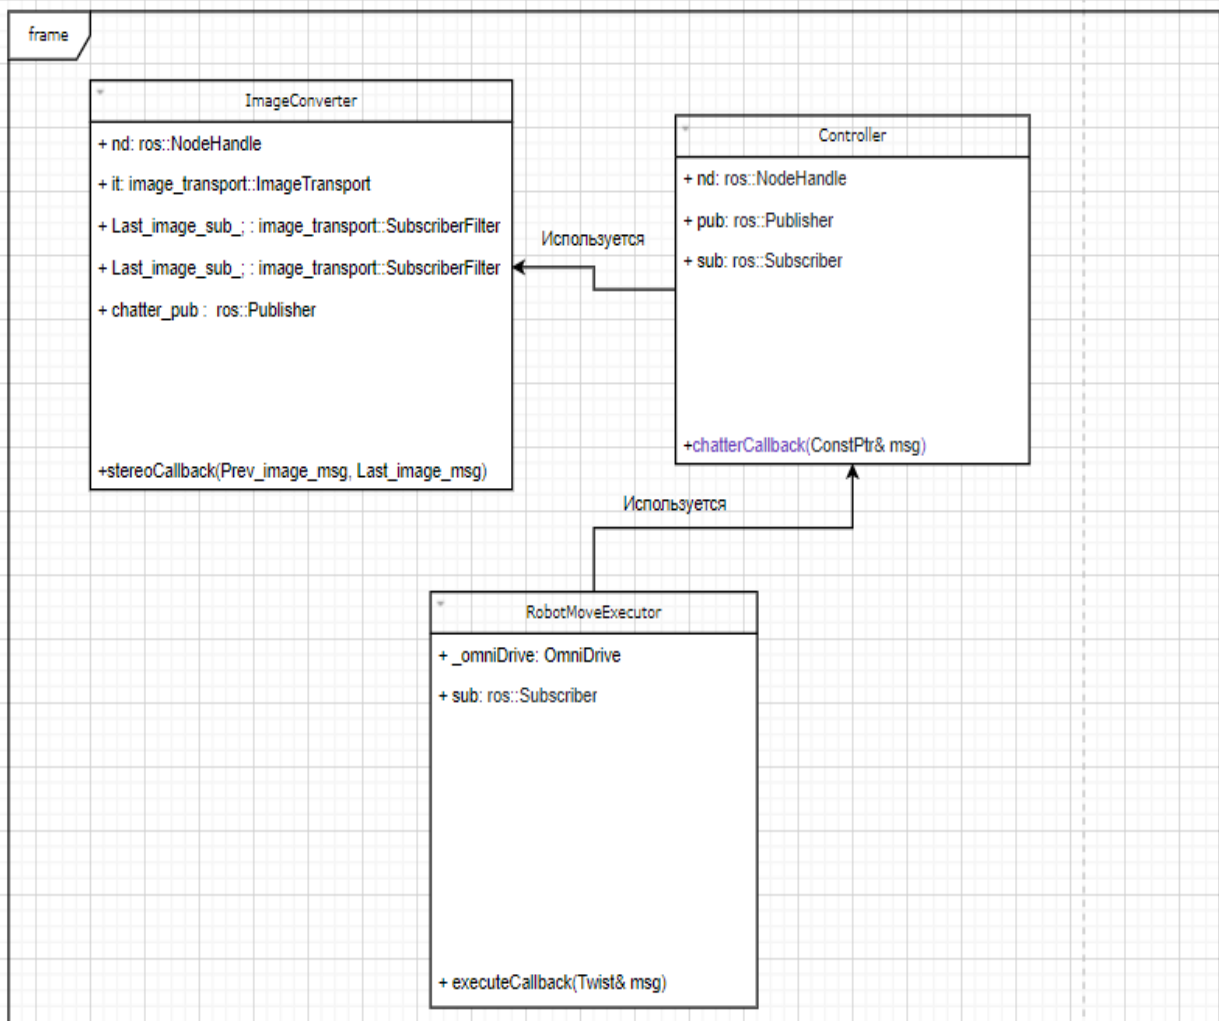 frame
ImageConverter
+ nd: ros::NodeHandle
+ it: image_transport::ImageTransport
+ Last_image_sub_; : image_transport::SubscriberFilter
+ Last_image_sub_; : image_transport::SubscriberFilter
+ chatter_pub : ros::Publisher
+stereoCallback(Prev_image_msg, Last_image_msg)
Используется
Controller
+ nd: ros::NodeHandle
+ pub: ros::Publisher
+ sub: ros::Subscriber
+chatterCallback(ConstPtr& msg)
Используется
RobotMoveExecutor
+ _omniDrive: OmniDrive
+ sub: ros::Subscriber
+ executeCallback(Twist& msg)